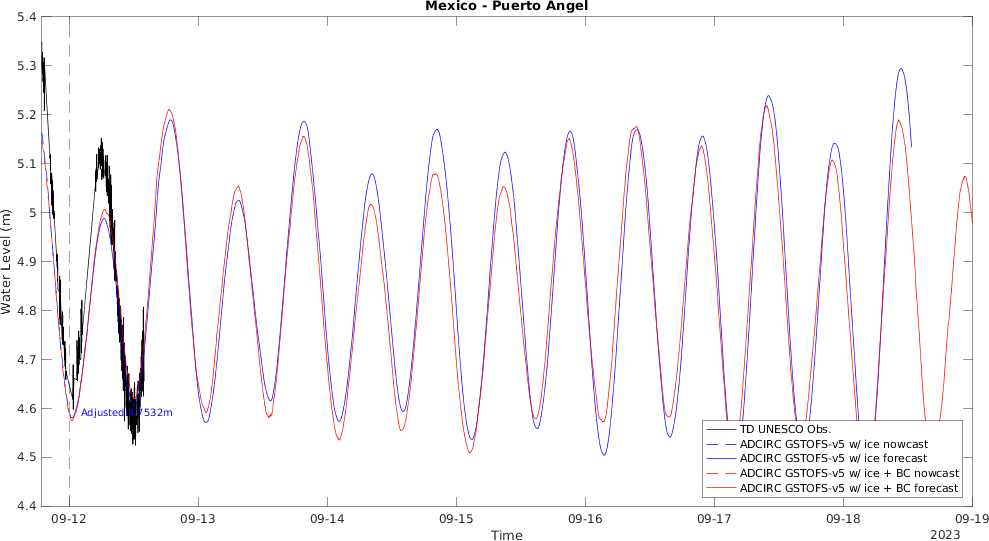 Mexico - Puerto Angel
5.4
5.3
5.2
5.1
5
4.9
4.8
4.7
4.6
4.5
4.4
Water Level (m)
Adjusted
7532m
TD UNESCO Obs.
ADCIRC GSTOFS-v5 w/ ice nowcast
ADCIRC GSTOFS-v5 w/ ice forecast
ADCIRC GSTOFS-v5 w/ ice + BC nowcast
ADCIRC GSTOFS-v5 w/ ice + BC forecast
09-12
09-13
09-14
09-15
09-16
09-17
09-18
09-19
Time
2023